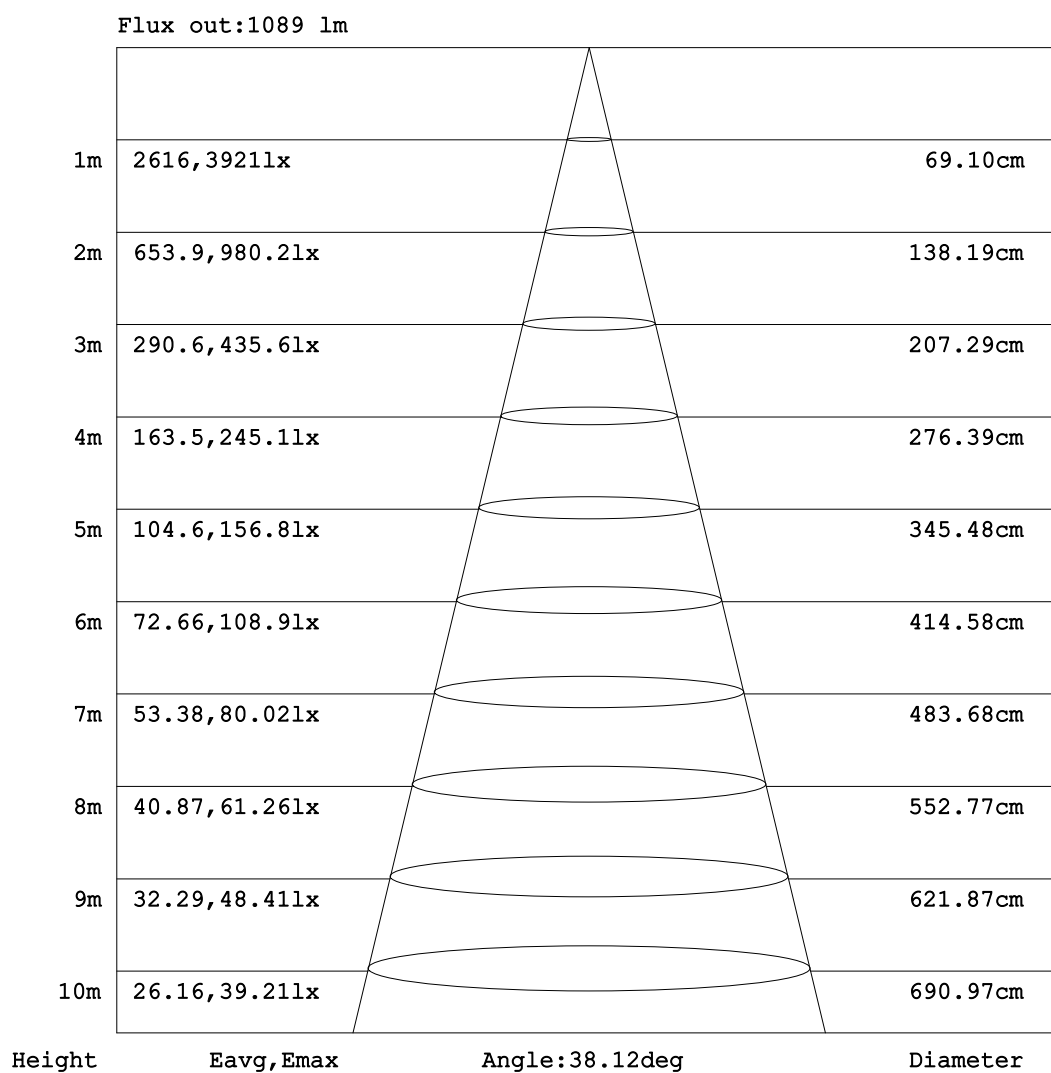 Flux out:1089 lm
1m 2616,3921lx 69.10cm
2m 653.9,980.2lx 138.19cm
3m 290.6,435.6lx 207.29cm
4m 163.5,245.1lx 276.39cm
5m 104.6,156.8lx 345.48cm
6m 72.66,108.9lx 414.58cm
7m 53.38,80.02lx 483.68cm
8m 40.87,61.26lx 552.77cm
9m 32.29,48.41lx 621.87cm
10m 26.16,39.21lx 690.97cm
Height Eavg,Emax Angle:38.12deg Diameter